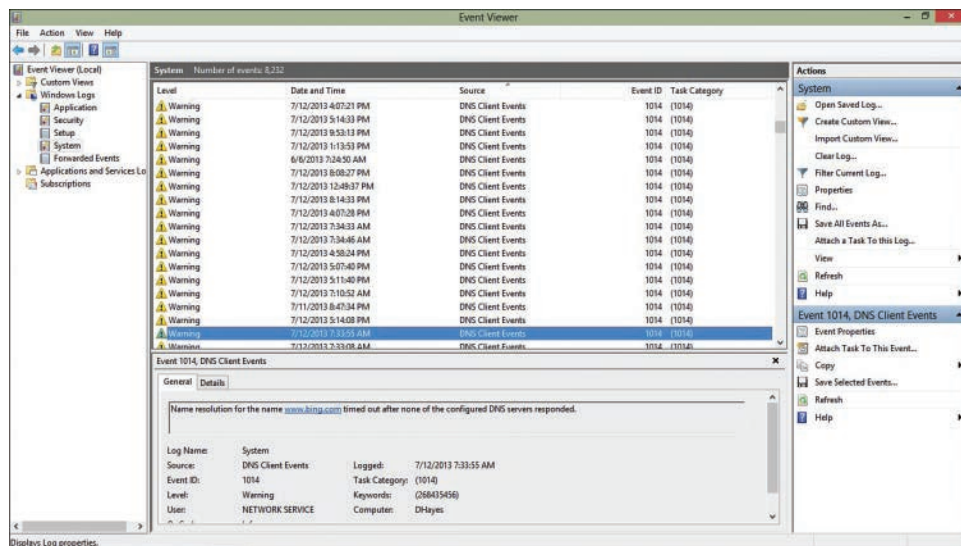 Event Viewer
File Action View Help
Event Viewer (Local)
Custom Views
Windows Logs
Application
Security
Setup
System
Forwarded Events
Applications and Services Lo
Subscriptions
System Number of events: 8,232
Level Date and Time Source Event ID Task Category
Warning 7/12/2013 4:07:21 PM DNS Client Events 1014 (1014)
Warning 7/12/2013 5:14:33 PM DNS Client Events 1014 (1014)
Warning 7/12/2013 9:53:13 PM DNS Client Events 1014 (1014)
Warning 7/12/2013 1:13:53 PM DNS Client Events 1014 (1014)
Warning 6/6/2013 7:24:50 AM DNS Client Events 1014 (1014)
Warning 7/12/2013 8:08:27 PM DNS Client Events 1014 (1014)
Warning 7/12/2013 12:49:37 PM DNS Client Events 1014 (1014)
Warning 7/12/2013 8:14:33 PM DNS Client Events 1014 (1014)
Warning 7/12/2013 4:07:28 PM DNS Client Events 1014 (1014)
Warning 7/12/2013 7:34:33 AM DNS Client Events 1014 (1014)
Warning 7/12/2013 7:34:46 AM DNS Client Events 1014 (1014)
Warning 7/12/2013 4:58:24 PM DNS Client Events 1014 (1014)
Warning 7/12/2013 5:07:40 PM DNS Client Events 1014 (1014)
Warning 7/12/2013 5:11:40 PM DNS Client Events 1014 (1014)
Warning 7/12/2013 7:10:52 AM DNS Client Events 1014 (1014)
Warning 7/11/2013 8:47:34 PM DNS Client Events 1014 (1014)
Warning 7/12/2013 5:14:08 PM DNS Client Events 1014 (1014)
Warning 7/12/2013 7:33:55 AM DNS Client Events 1014 (1014)
Warning 7/12/2013 7:33:08 AM DNS Client Events 1014 (1014)
Event 1014, DNS Client Events
General Details
Name resolution for the name www.bing.com timed out after none of the configured DNS servers responded.
Log Name: System
Source: DNS Client Events Logged: 7/12/2013 7:33:55 AM
Event ID: 1014 Task Category: (1014)
Level: Warning Keywords: (268435456)
User: NETWORK SERVICE Computer: DHayes
Actions
System
Open Saved Log...
Create Custom View...
Import Custom View...
Clear Log...
Filter Current Log...
Properties
Find...
Save All Events As...
Attach a Task To this Log...
View
Refresh
Help
Event 1014, DNS Client Events
Event Properties
Attach Task To This Event...
Copy
Save Selected Events...
Refresh
Help
Displays Log properties.